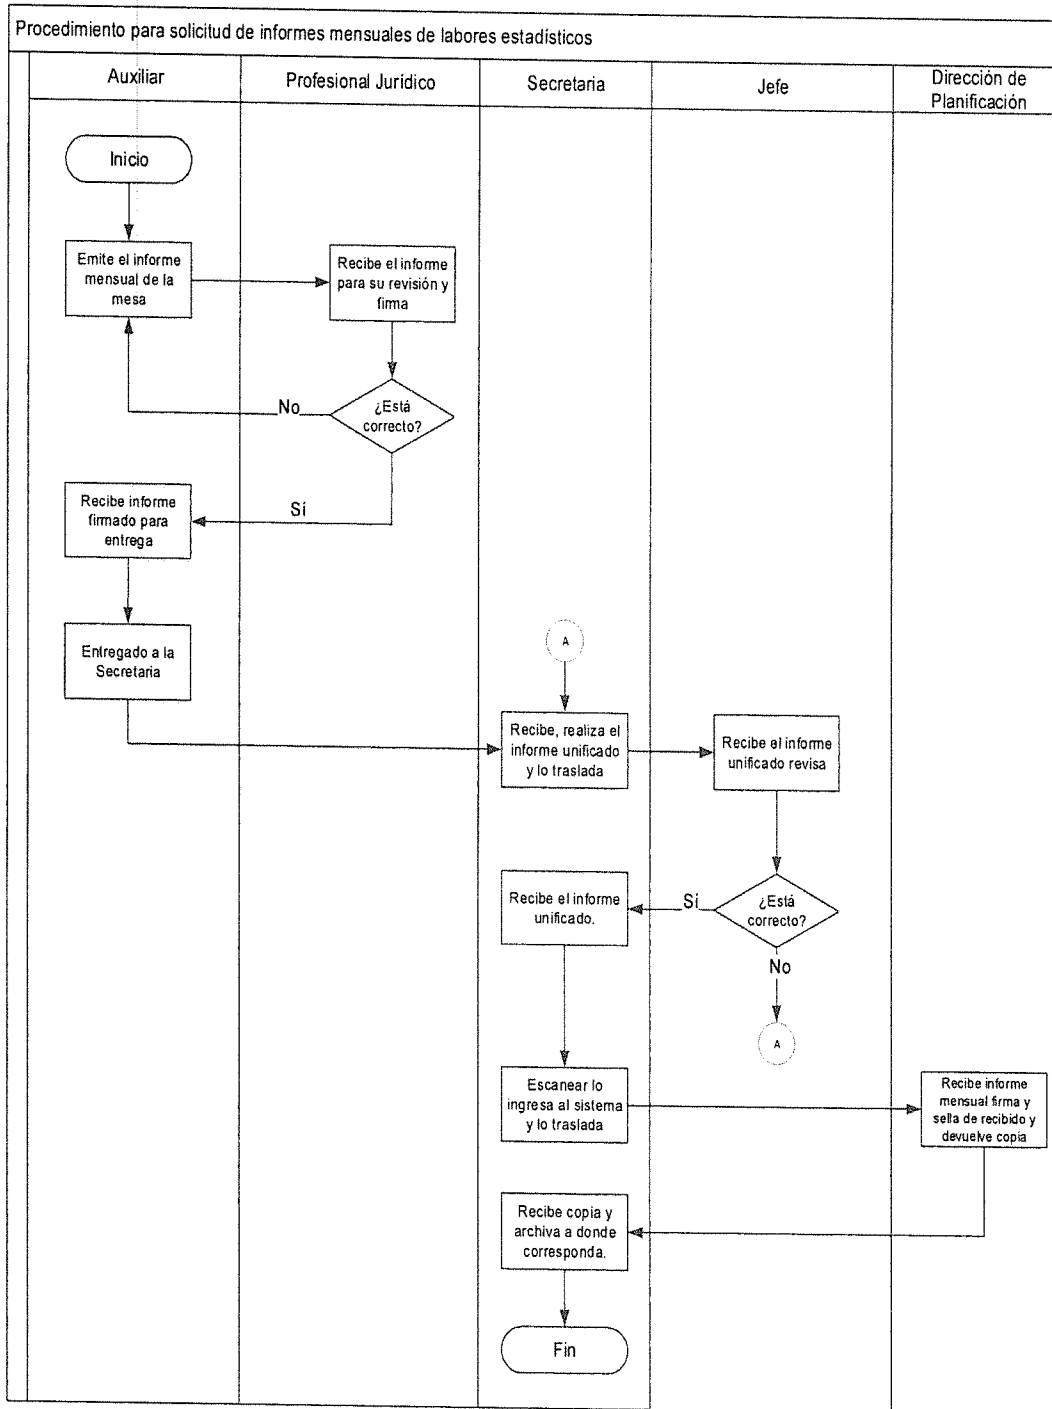 Procedimiento para solicitud de informes mensuales de labores estadísticos
Auxiliar
Profesional Jurídico
Secretaria
Jefe
Dirección de
Planificación
Inicio
Emite el informe
mensual de la
mesa
Recibe el informe
para su revisión y
firma
¿Está
correcto?
No
Sí
Recibe informe
firmado para
entrega
Entregado a la
Secretaria
A
Recibe, realiza el
informe unificado
y lo traslada
Recibe el informe
unificado revisa
¿Está
correcto?
Sí
No
A
Recibe el informe
unificado.
Escanear lo
ingresa al sistema
y lo traslada
Recibe informe
mensual firma y
sella de recibido y
devuelve copia
Recibe copia y
archiva a donde
corresponda.
Fin